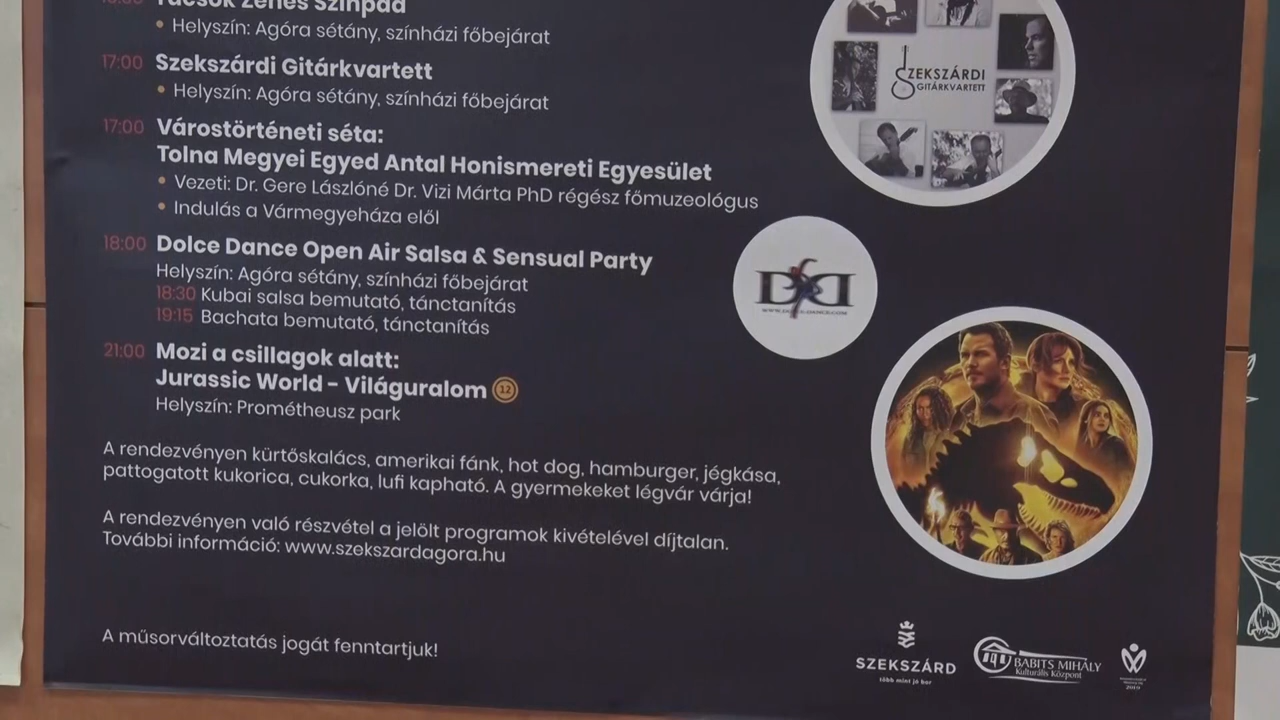 Tücsök Zenés Színpad
• Helyszín: Agóra sétány, színházi főbejárat
17:00 Szekszárdi Gitárkvartett
• Helyszín: Agóra sétány, színházi főbejárat
17:00 Várostörténeti séta:
Tolna Megyei Egyed Antal Honismereti Egyesület
• Vezeti: Dr. Gere Lászlóné Dr. Vizi Márta PhD régész főmuzeológus
• Indulás a Vármegyeháza elől
18:00 Dolce Dance Open Air Salsa & Sensual Party
Helyszín: Agóra sétány, színházi főbejárat
18:30 Kubai salsa bemutató, tánctanítás
19:15 Bachata bemutató, tánctanítás
21:00 Mozi a csillagok alatt:
Jurassic World - Világuralom 12
Helyszín: Prométheusz park
A rendezvényen kürtőskalács, amerikai fánk, hot dog, hamburger, jégkása,
pattogatott kukorica, cukorka, lufi kapható. A gyermekeket légvár várja!
A rendezvényen való részvétel a jelölt programok kivételével díjtalan.
További információ: www.szekszardagora.hu
A műsorváltoztatás jogát fenntartjuk!
SZEKSZÁRDI
GITÁRKVARTETT
DD
SZEKSZÁRD
több mint jó bor
BABITS MIHÁLY
Kulturális Központ
2019